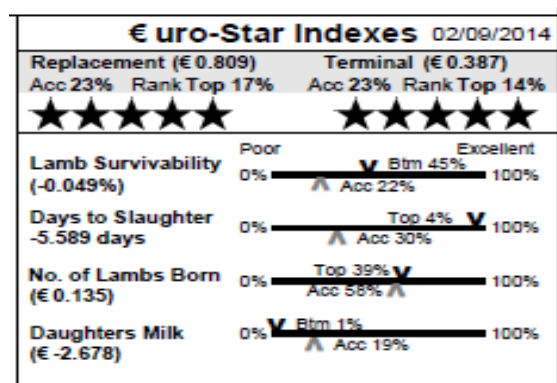 € uro-Star Indexes 02/09/2014
Replacement (€ 0.809) Terminal (€ 0.387)
Acc 23% Rank Top 17% Acc 23% Rank Top 14%
Poor Excellent
Lamb Survivability 0% Btm 45% 100%
(-0.049%) Acc 22%
Days to Slaughter 0% Top 4% 100%
-5.589 days Acc 30%
No. of Lambs Born 0% Top 39% 100%
(€ 0.135) Acc 58%
Daughters Milk 0% Btm 1% 100%
(€ -2.678) Acc 19%